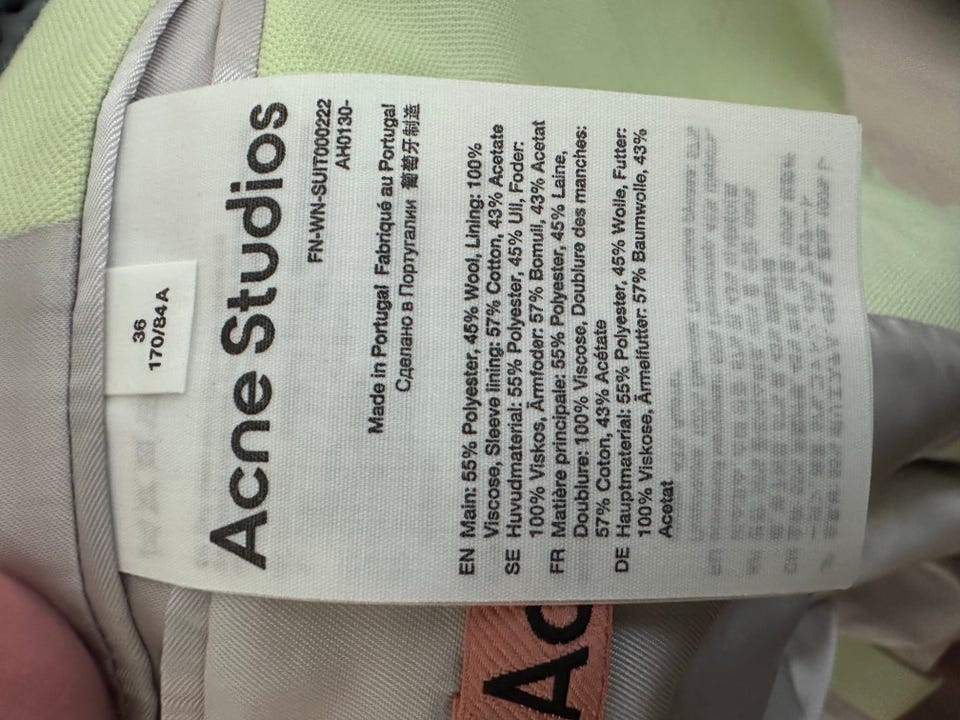 36
170/84 A
Acne Studios
FN-WN-SUIT000222
AH0130-
Made in Portugal Fabriqué au Portugal
Сделано в Португалии 葡萄牙制造
EN Main: 55% Polyester, 45% Wool, Lining: 100%
Viscose, Sleeve lining: 57% Cotton, 43% Acetate
SE Huvudmaterial: 55% Polyester, 45% Ull, Foder:
100% Viskos, Ärmfoder: 57% Bomull, 43% Acetat
FR Matière principale: 55% Polyester, 45% Laine,
Doublure: 100% Viscose, Doublure des manches:
57% Coton, 43% Acétate
DE Hauptmaterial: 55% Polyester, 45% Wolle, Futter:
100% Viskose, Ärmelfutter: 57% Baumwolle, 43%
Acetat
Ac